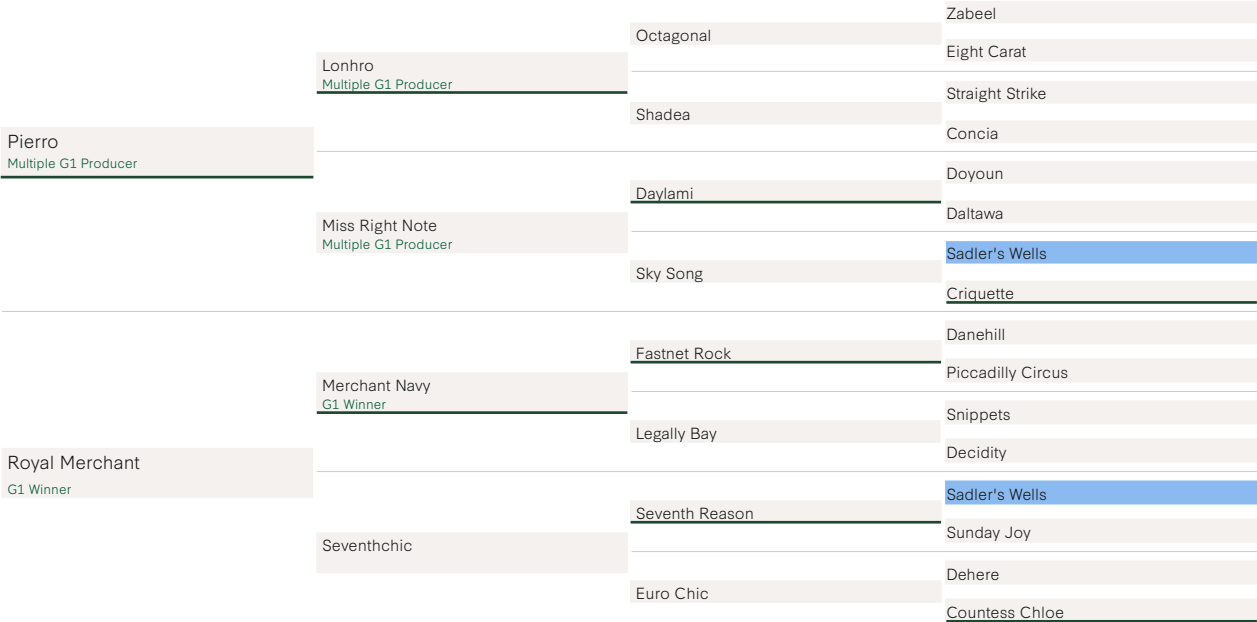 Pierro
Multiple G1 Producer
Royal Merchant
G1 Winner
Lonhro
Multiple G1 Producer
Miss Right Note
Multiple G1 Producer
Merchant Navy
G1 Winner
Seventhchic
Octagonal
Shadea
Daylami
Sky Song
Fastnet Rock
Legally Bay
Seventh Reason
Euro Chic
Zabeel
Eight Carat
Straight Strike
Concia
Doyoun
Daltawa
Sadler's Wells
Criquette
Danehill
Piccadilly Circus
Snippets
Decidity
Sadler's Wells
Sunday Joy
Dehere
Countess Chloe